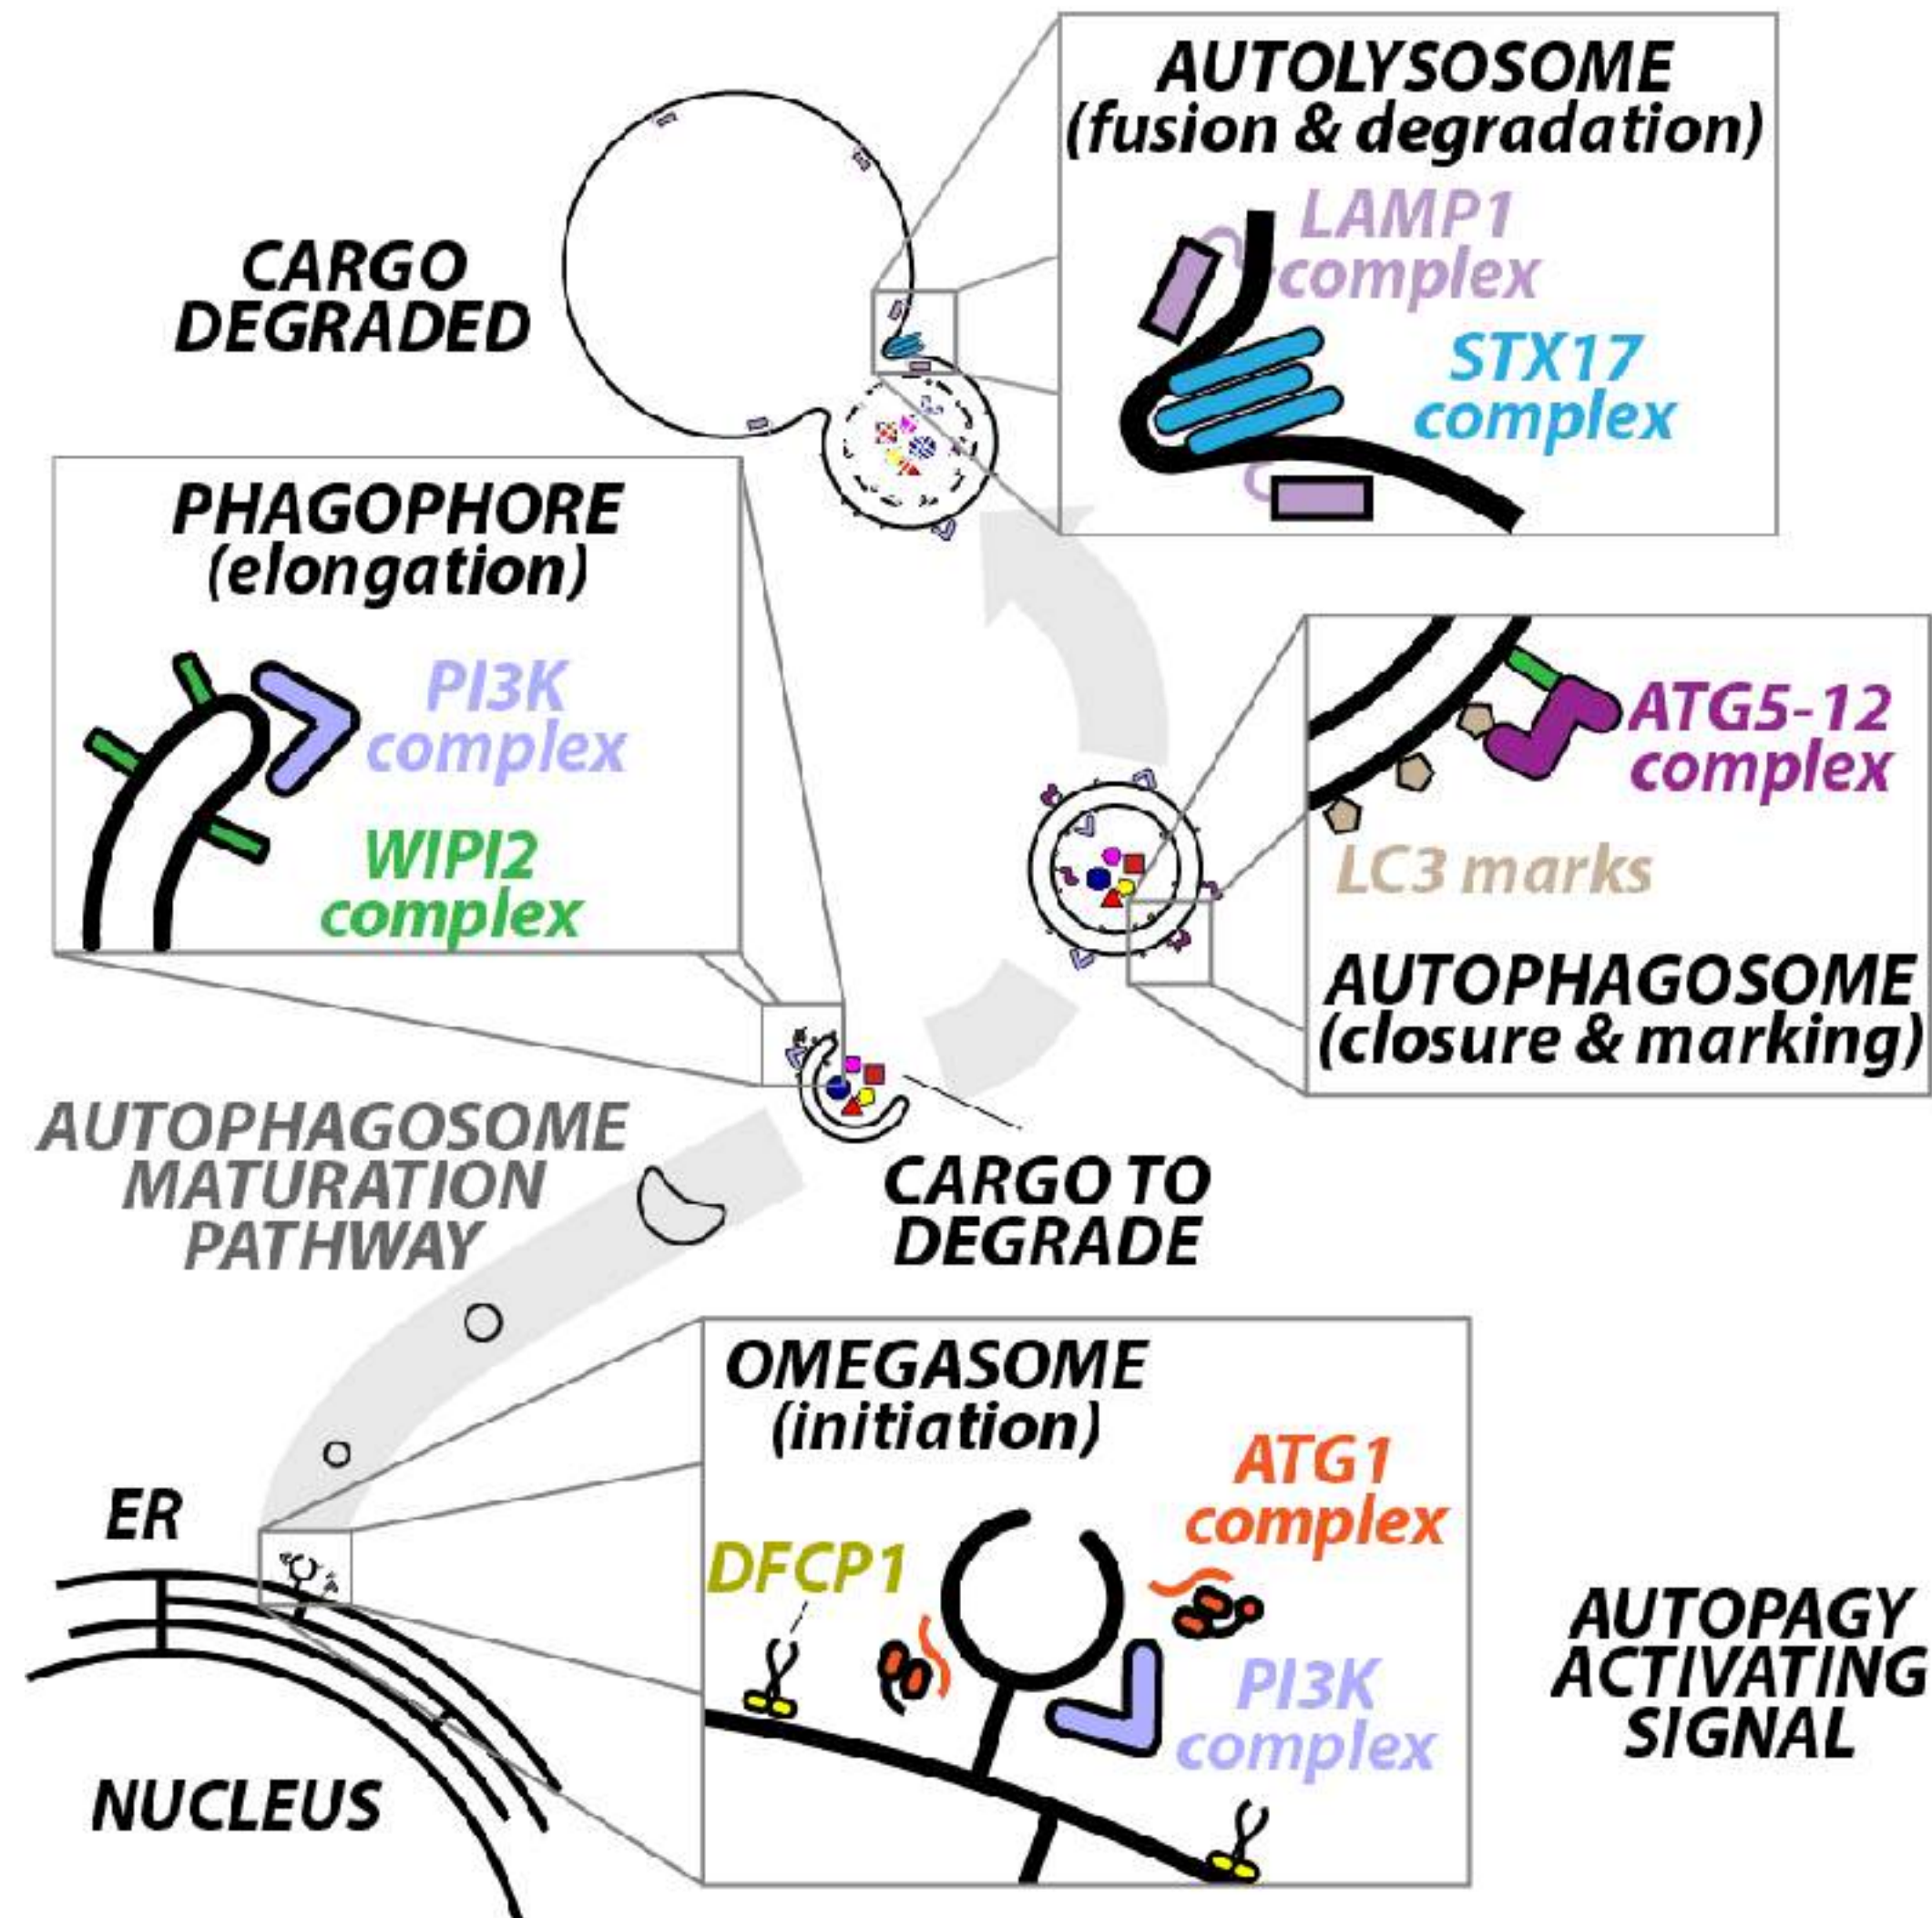 AUTOLYSOSOME
(fusion & degradation)
LAMP1
complex
STX17
complex
CARGO
DEGRADED
PHAGOPHORE
(elongation)
PI3K
complex
WIPI2
complex
ATG5-12
complex
LC3 marks
AUTOPHAGOSOME
(closure & marking)
AUTOPHAGOSOME
MATURATION
PATHWAY
CARGO TO
DEGRADE
OMEGASOME
(initiation)
ATG1
complex
DFCP1
PI3K
complex
ER
NUCLEUS
AUTOPAGY
ACTIVATING
SIGNAL